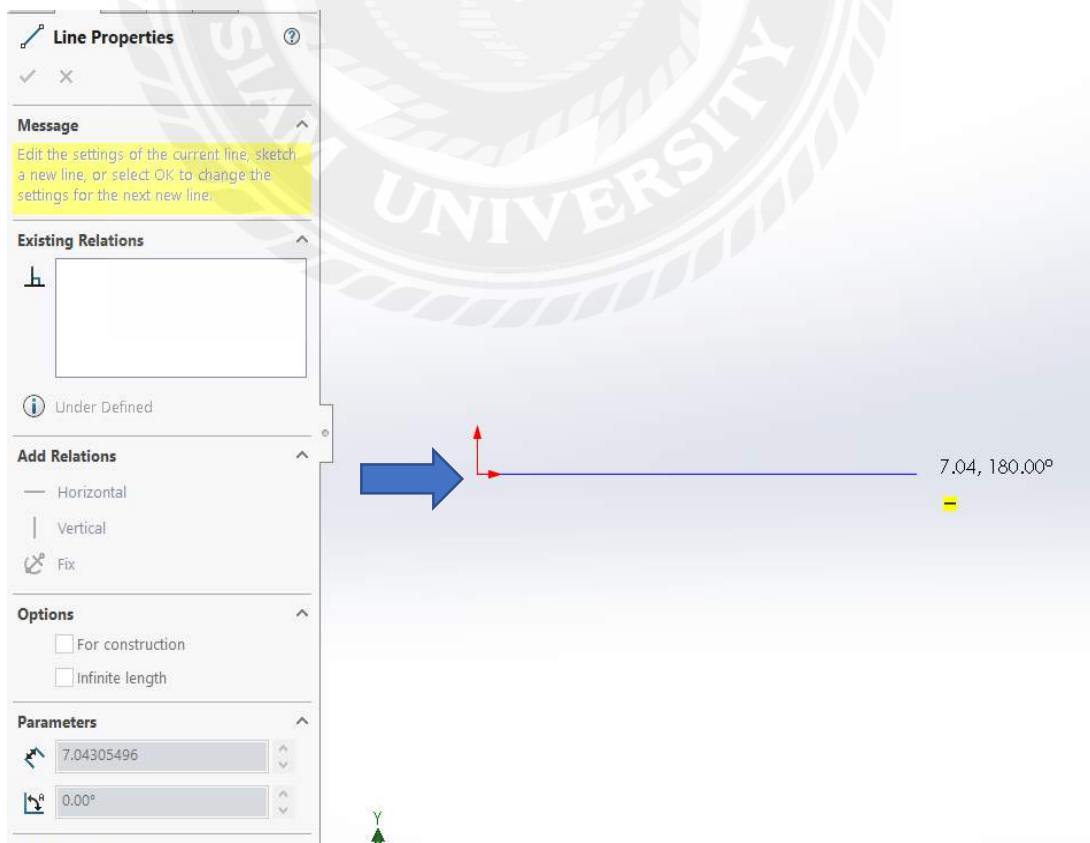 Line Properties
Message
Edit the settings of the current line, sketch
a new line, or select OK to change the
settings for the next new line.
Existing Relations
Under Defined
Add Relations
Horizontal
Vertical
Fix
Options
For construction
Infinite length
Parameters
7.04305496
0.00°
SIAM UNIVERSITY
7.04, 180.00°
Y